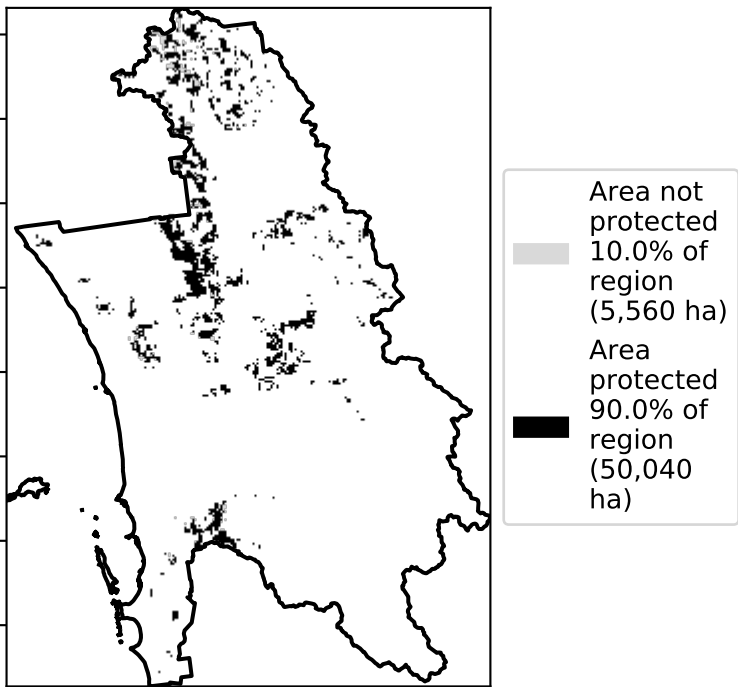 Area not
protected
10.0% of
region
(5,560 ha)
Area
protected
90.0% of
region
(50,040
ha)